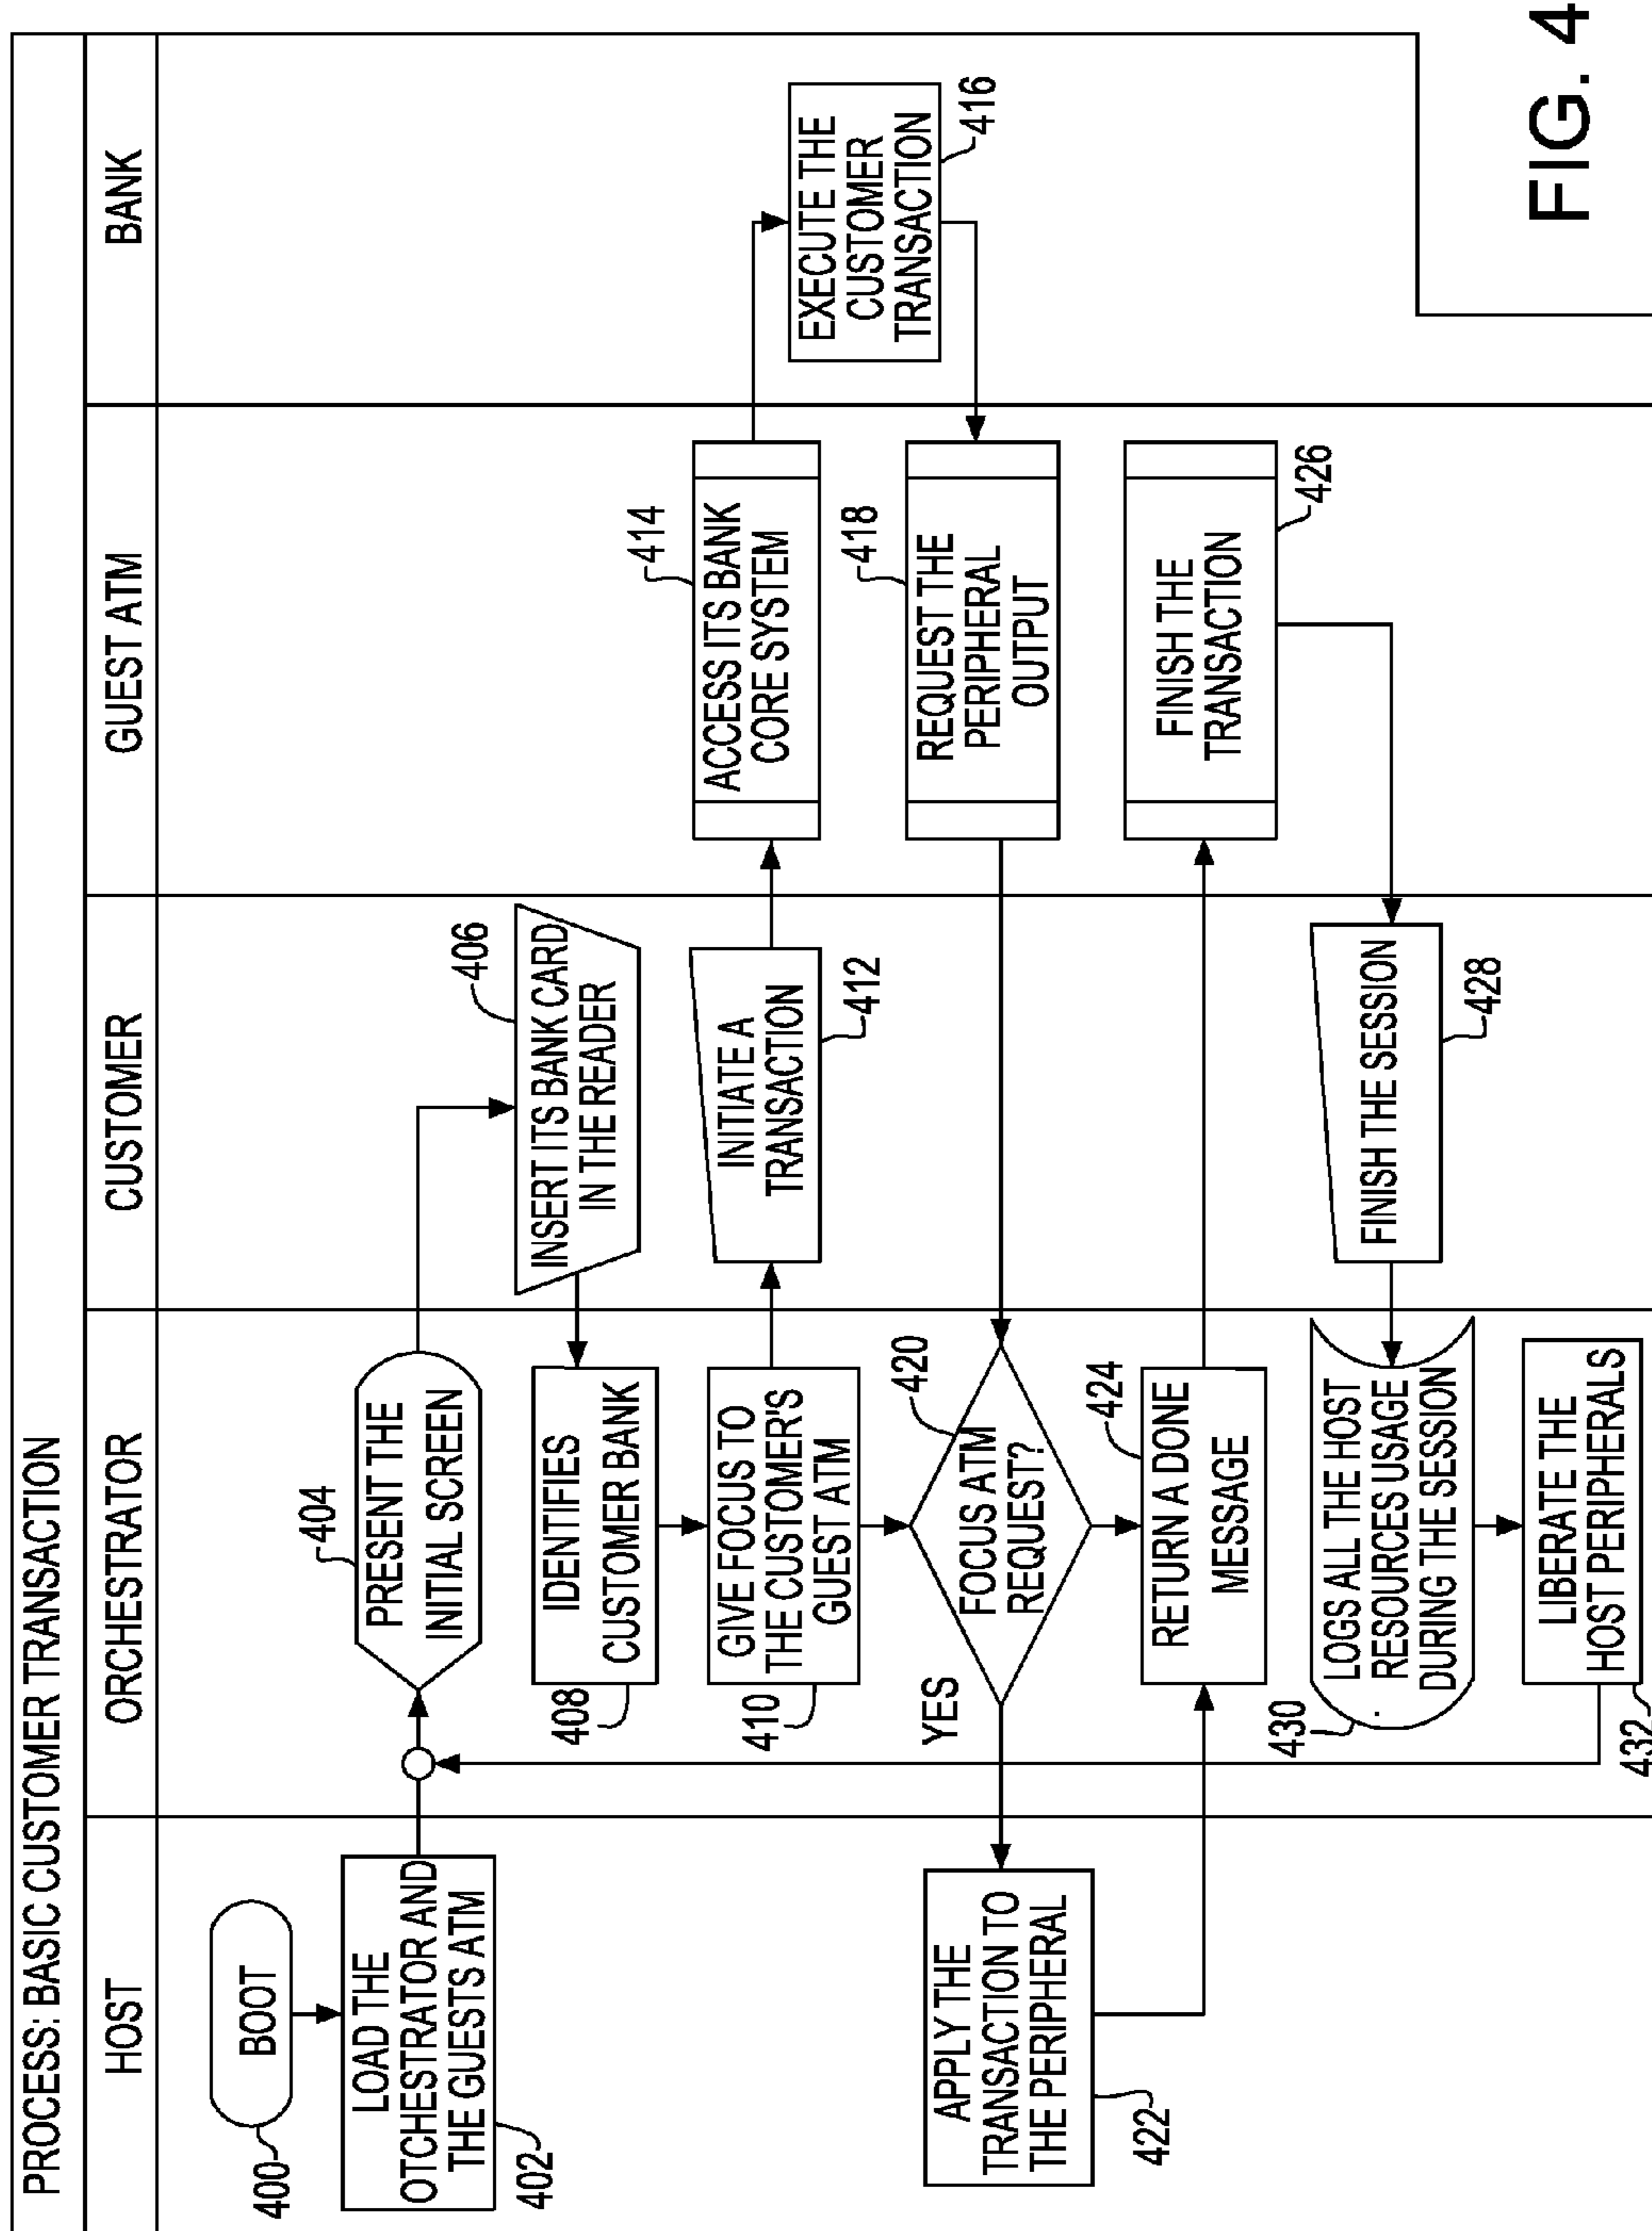 PROCESS: BASIC CUSTOMER TRANSACTION
HOST
ORCHESTRATOR
CUSTOMER
GUEST ATM
BANK
BOOT
400
LOAD THE
OTCHESTRATOR AND
THE GUESTS ATM
402
PRESENT THE
INITIAL SCREEN
404
INSERT ITS BANK CARD
IN THE READER
406
IDENTIFIES
CUSTOMER BANK
408
GIVE FOCUS TO
THE CUSTOMER'S
GUEST ATM
410
INITIATE A
TRANSACTION
412
ACCESS ITS BANK
CORE SYSTEM
414
EXECUTE THE
CUSTOMER
TRANSACTION
416
REQUEST THE
PERIPHERAL
OUTPUT
418
FOCUS ATM
REQUEST?
420
YES
APPLY THE
TRANSACTION TO
THE PERIPHERAL
422
RETURN A DONE
MESSAGE
424
FINISH THE
TRANSACTION
426
FINISH THE SESSION
428
LOGS ALL THE HOST
RESOURCES USAGE
DURING THE SESSION
430
LIBERATE THE
HOST PERIPHERALS
432
FIG. 4